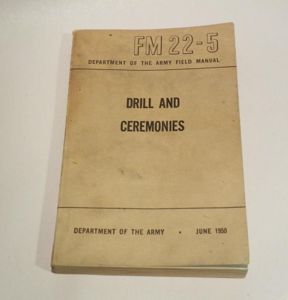 FM 22-5
DEPARTMENT OF THE ARMY FIELD MANUAL
DRILL AND
CEREMONIES
DEPARTMENT OF THE ARMY • JUNE 1950